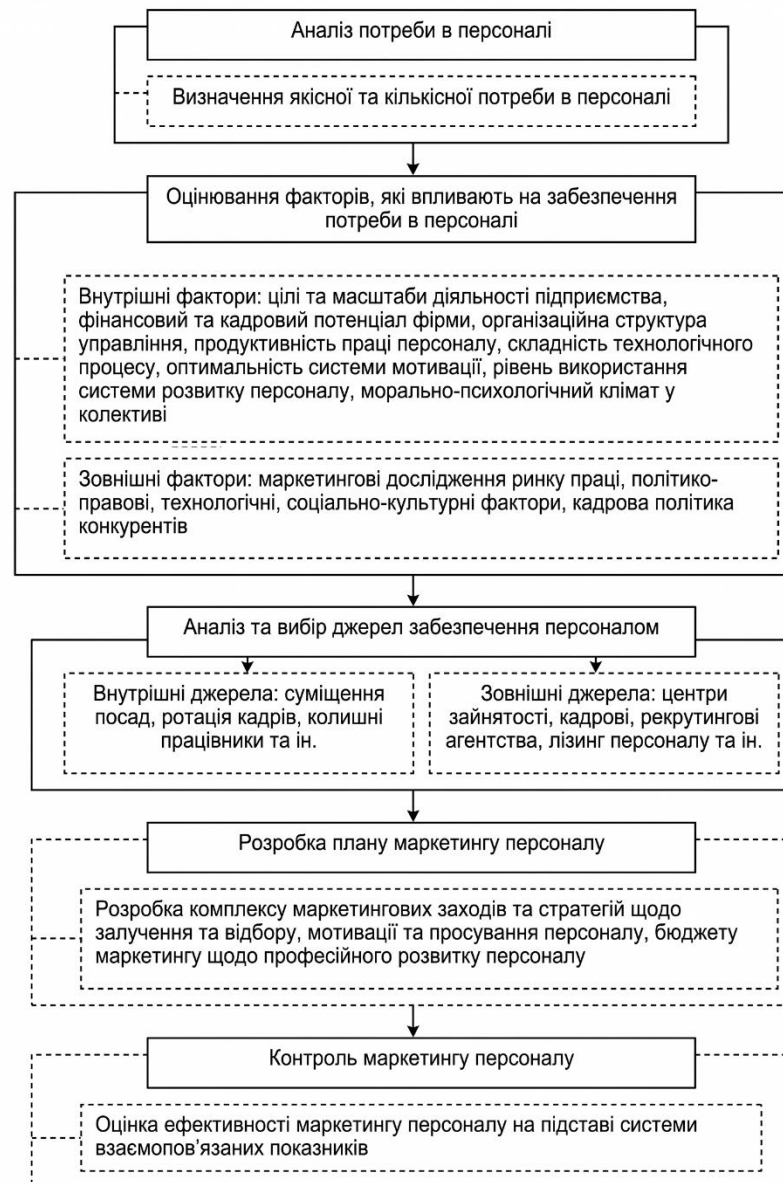 Аналіз потреби в персоналі
Визначення якісної та кількісної потреби в персоналі
Оцінювання факторів, які впливають на забезпечення
потреби в персоналі
Внутрішні фактори: цілі та масштаби діяльності підприємства,
фінансовий та кадровий потенціал фірми, організаційна структура
управління, продуктивність праці персоналу, складність технологічного
процесу, оптимальність системи мотивації, рівень використання
системи розвитку персоналу, морально-психологічний клімат у
колективі
Зовнішні фактори: маркетингові дослідження ринку праці, політико-
правові, технологічні, соціально-культурні фактори, кадрова політика
конкурентів
Аналіз та вибір джерел забезпечення персоналом
Внутрішні джерела: суміщення
посад, ротація кадрів, колишні
працівники та ін.
Зовнішні джерела: центри
зайнятості, кадрові, рекрутингові
агентства, лізинг персоналу та ін.
Розробка плану маркетингу персоналу
Розробка комплексу маркетингових заходів та стратегій щодо
залучення та відбору, мотивації та просування персоналу, бюджету
маркетингу щодо професійного розвитку персоналу
Контроль маркетингу персоналу
Оцінка ефективності маркетингу персоналу на підставі системи
взаємопов’язаних показників